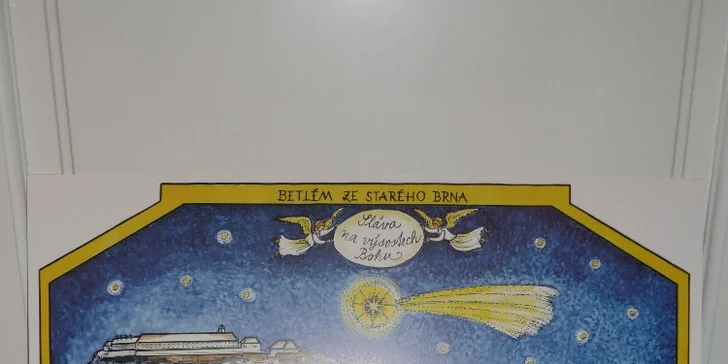 BETLÉM ZE STARÉHO BRNA
Sláva
na výsostech
Bohu